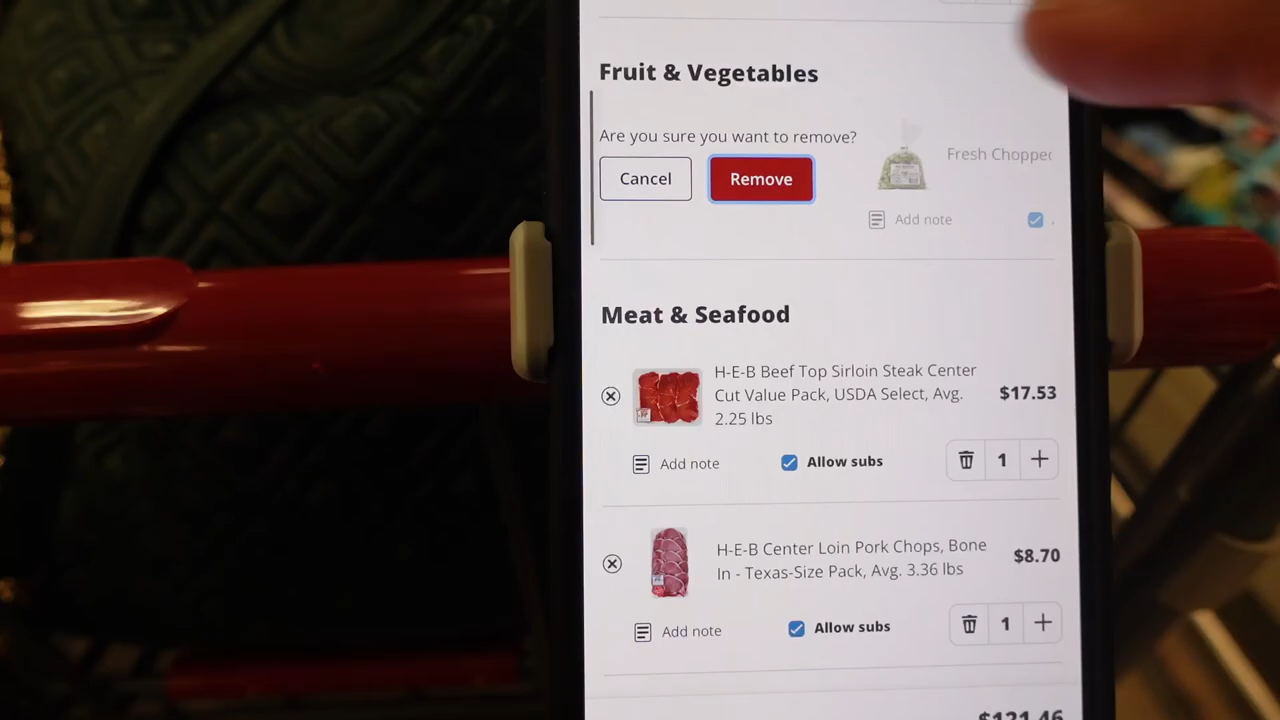 Fruit & Vegetables
Are you sure you want to remove?
Cancel
Remove
Fresh Chopped
Add note
Meat & Seafood
H-E-B Beef Top Sirloin Steak Center
Cut Value Pack, USDA Select, Avg.
2.25 lbs
$17.53
Add note
Allow subs
1
H-E-B Center Loin Pork Chops, Bone
In - Texas-Size Pack, Avg. 3.36 lbs
$8.70
Add note
Allow subs
1
$121.46